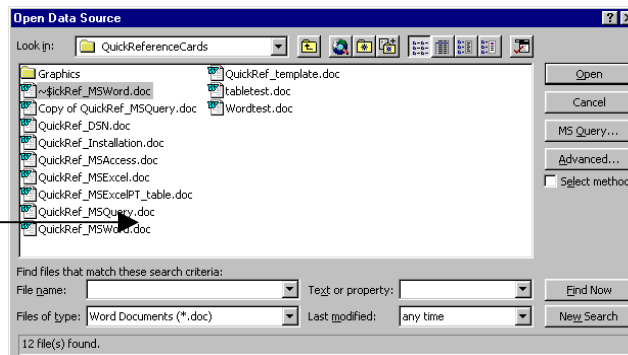 Open Data Source
Look in: QuickReferenceCards
Graphics
~$ickRef_MSWord.doc
Copy of QuickRef_MSQuery.doc
QuickRef_DSN.doc
QuickRef_Installation.doc
QuickRef_MSAccess.doc
QuickRef_MSExcel.doc
QuickRef_MSExcelPT_table.doc
QuickRef_MSQuery.doc
QuickRef_MSWord.doc
QuickRef_template.doc
tabletest.doc
Wordtest.doc
Open
Cancel
MS Query...
Advanced...
Select method
Find files that match these search criteria:
File name: Text or property: Find Now
Files of type: Word Documents (*.doc) Last modified: any time New Search
12 file(s) found.